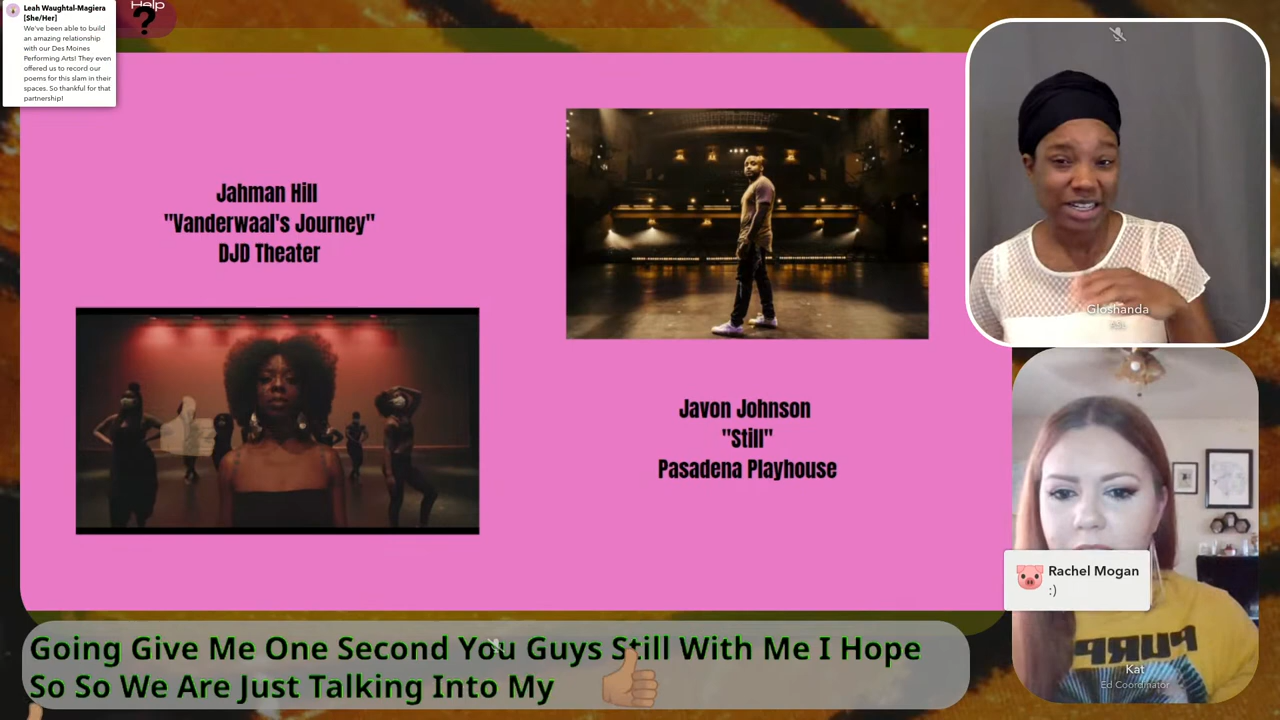 Help
?
Leah Waughtal-Magiera
[She/Her]
We've been able to build
an amazing relationship
with our Des Moines
Performing Arts! They even
offered us to record our
poems for this slam in their
spaces. So thankful for that
partnership!
Jahman Hill
"Vanderwaal's Journey"
DJD Theater
Javon Johnson
"Still"
Pasadena Playhouse
Gloshanda
Kat
Ed Coordinator
Rachel Mogan
:)
PURP
Going Give Me One Second You Guys Still With Me I Hope
So So We Are Just Talking Into My